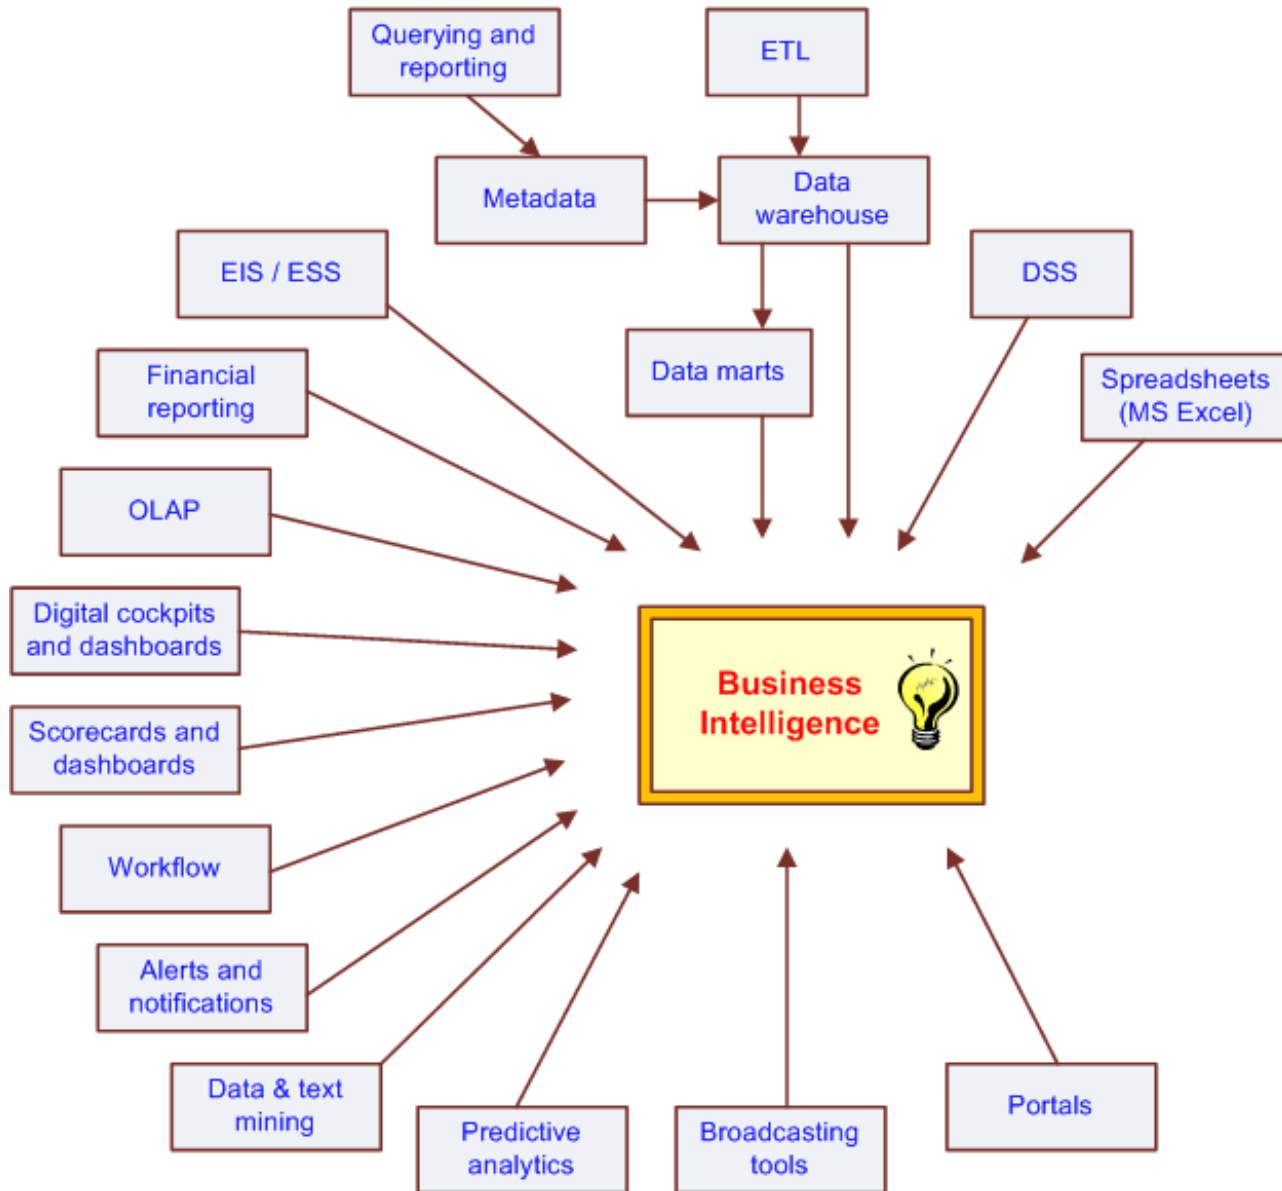 Querying and
reporting
ETL
Metadata
Data
warehouse
EIS / ESS
DSS
Data marts
Financial
reporting
Spreadsheets
(MS Excel)
OLAP
Digital cockpits
and dashboards
Business
Intelligence
Scorecards and
dashboards
Workflow
Alerts and
notifications
Data & text
mining
Predictive
analytics
Broadcasting
tools
Portals